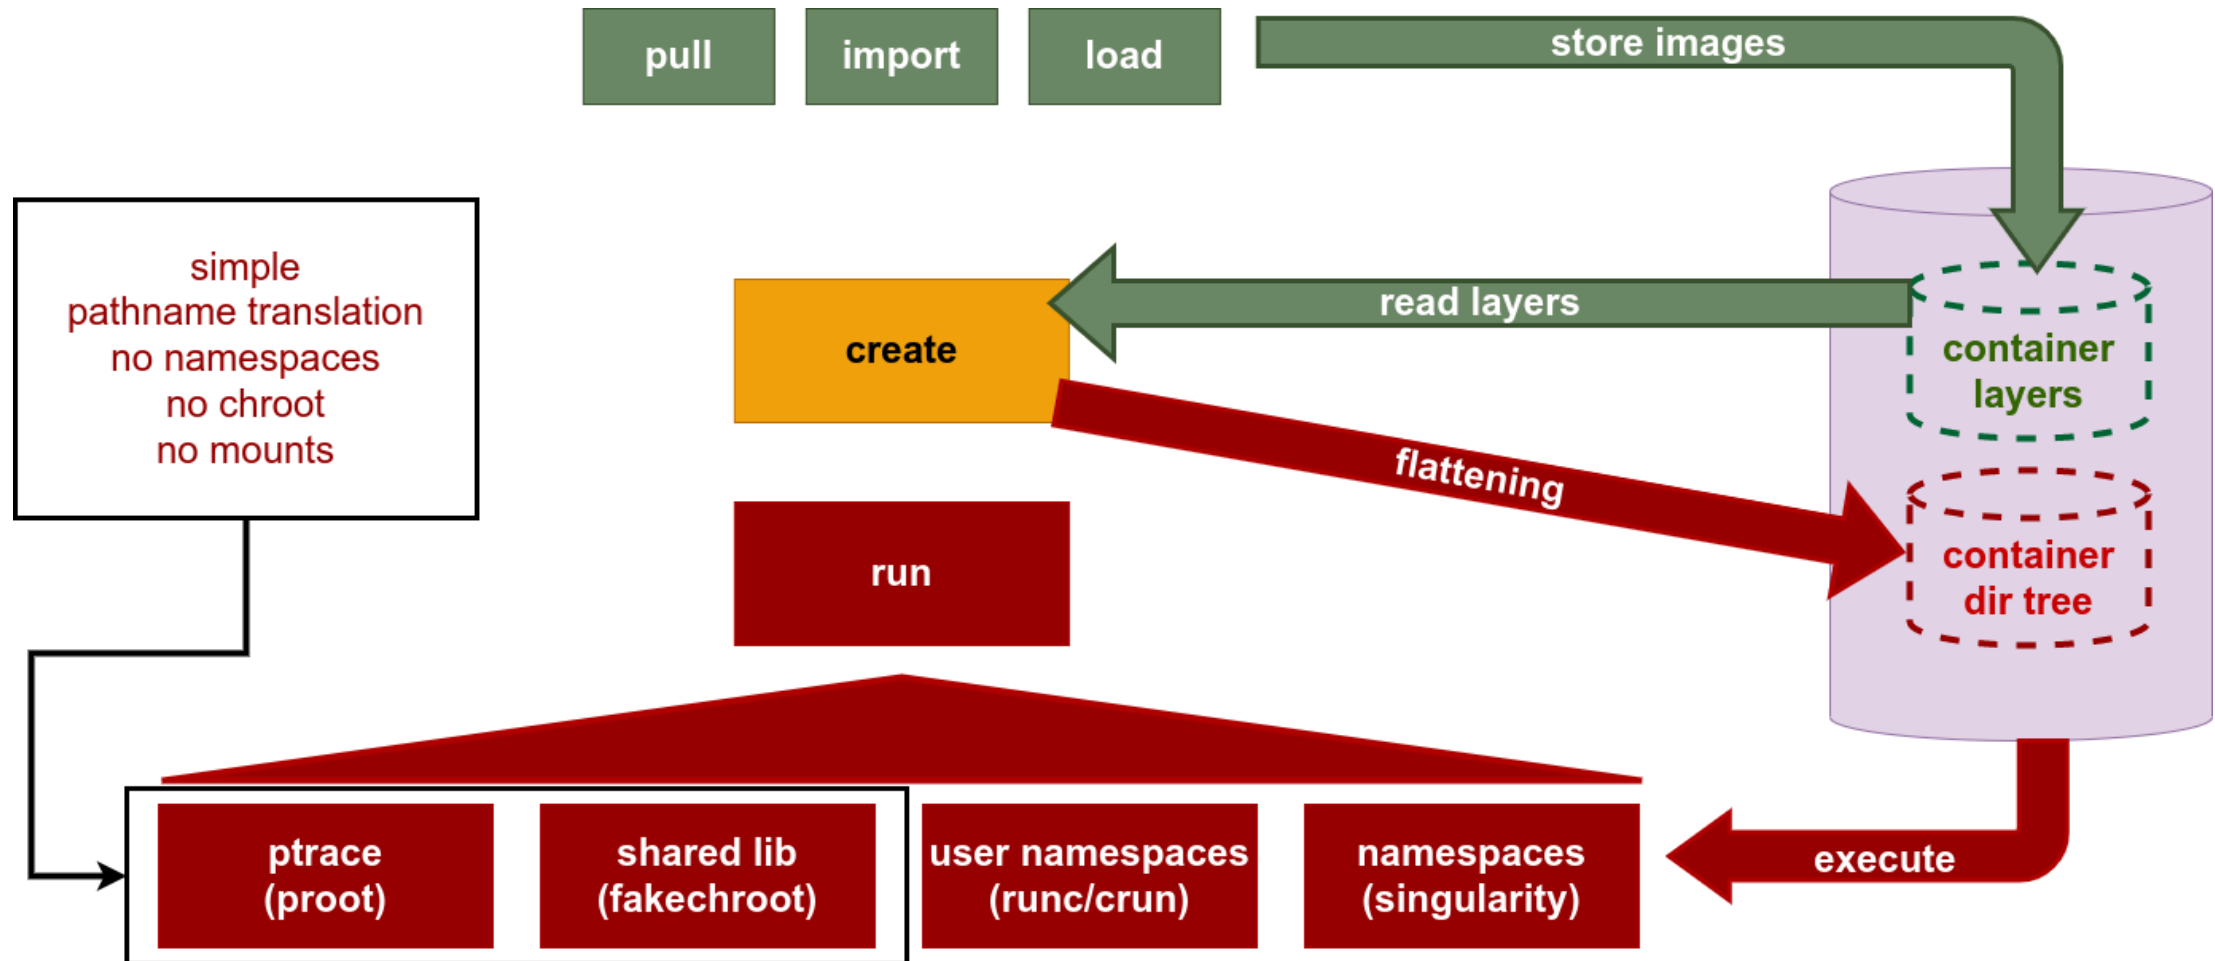 pull
import
load
store images
simple
pathname translation
no namespaces
no chroot
no mounts
read layers
create
container
layers
flattening
container
dir tree
run
ptrace
(proot)
shared lib
(fakechroot)
user namespaces
(runc/crun)
namespaces
(singularity)
execute